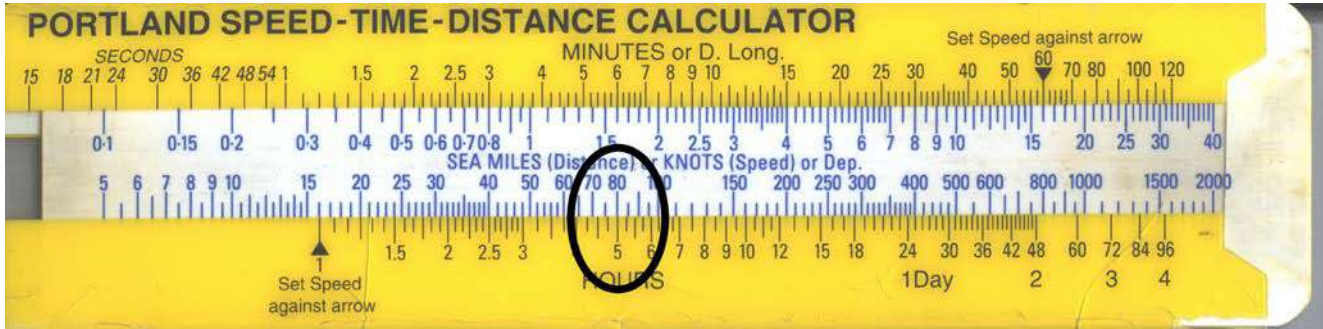 PORTLAND SPEED-TIME-DISTANCE CALCULATOR
SECONDS
MINUTES or D. Long.
Set Speed against arrow
15 18 21 24 30 36 42 48 54 1 1.5 2 2.5 3 4 5 6 7 8 9 10 15 20 25 30 40 50 60 70 80 100 120
0·1 0·15 0·2 0·3 0·4 0·5 0·6 0·7 0·8 1 1.5 2 2.5 3 4 5 6 7 8 9 10 15 20 25 30 40
SEA MILES (Distance) or KNOTS (Speed) or Dep.
5 6 7 8 9 10 15 20 25 30 40 50 60 70 80 100 150 200 250 300 400 500 600 800 1000 1500 2000
1 1.5 2 2.5 3 5 6 7 8 9 10 12 15 18 24 30 36 42 48 60 72 84 96
Set Speed
against arrow
HOURS
1Day 2 3 4